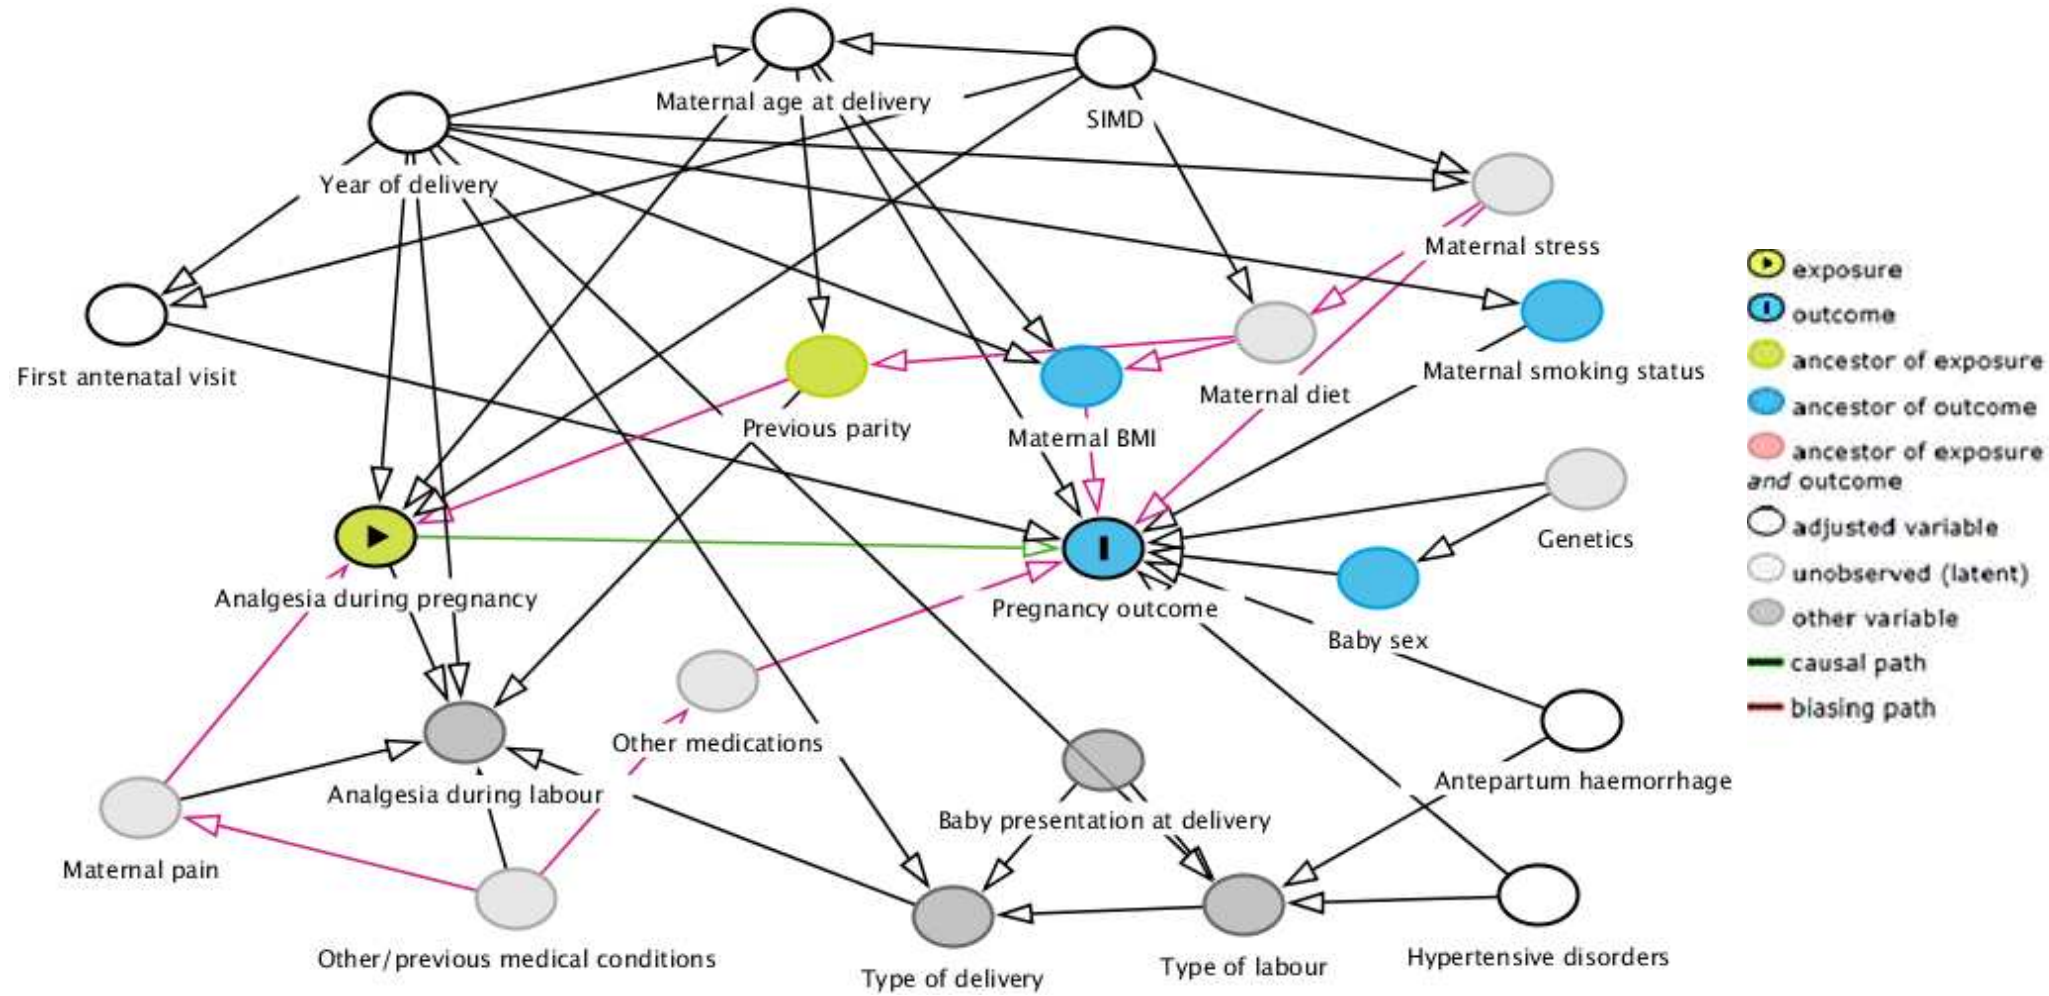 Maternal age at delivery
SIMD
Year of delivery
Maternal stress
exposure
outcome
First antenatal visit
ancestor of exposure
Maternal smoking status
Maternal diet
ancestor of outcome
Previous parity
Maternal BMI
ancestor of exposure
and outcome
adjusted variable
Genetics
unobserved (latent)
Analgesia during pregnancy
Pregnancy outcome
other variable
Baby sex
causal path
biasing path
Other medications
Antepartum haemorrhage
Analgesia during labour
Baby presentation at delivery
Maternal pain
Other/previous medical conditions
Type of delivery
Type of labour
Hypertensive disorders